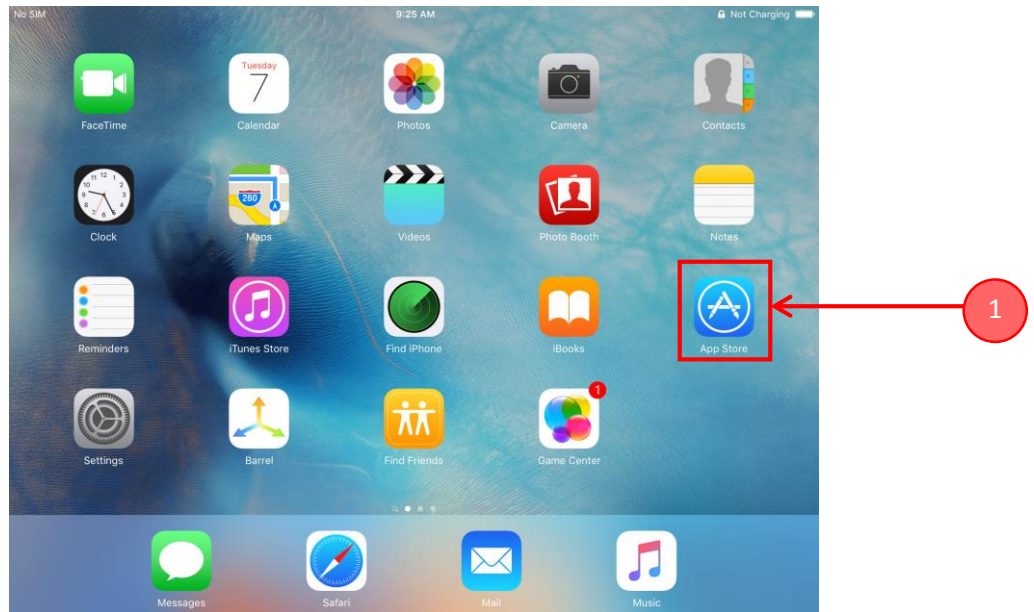 No SIM 9:25 AM Not Charging
Tuesday
7
FaceTime Calendar Photos Camera Contacts
280
Clock Maps Videos Photo Booth Notes
1
Reminders iTunes Store Find iPhone iBooks App Store
1
Settings Barrel Find Friends Game Center
Messages Safari Mail Music